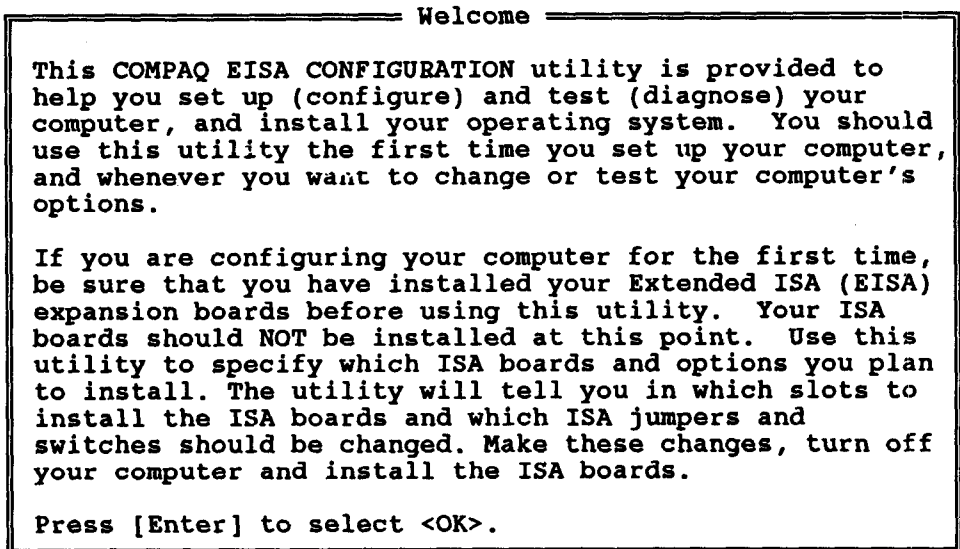 Welcome
This COMPAQ EISA CONFIGURATION utility is provided to
help you set up (configure) and test (diagnose) your
computer, and install your operating system. You should
use this utility the first time you set up your computer,
and whenever you want to change or test your computer's
options.
If you are configuring your computer for the first time,
be sure that you have installed your Extended ISA (EISA)
expansion boards before using this utility. Your ISA
boards should NOT be installed at this point. Use this
utility to specify which ISA boards and options you plan
to install. The utility will tell you in which slots to
install the ISA boards and which ISA jumpers and
switches should be changed. Make these changes, turn off
your computer and install the ISA boards.
Press [Enter] to select <OK>.